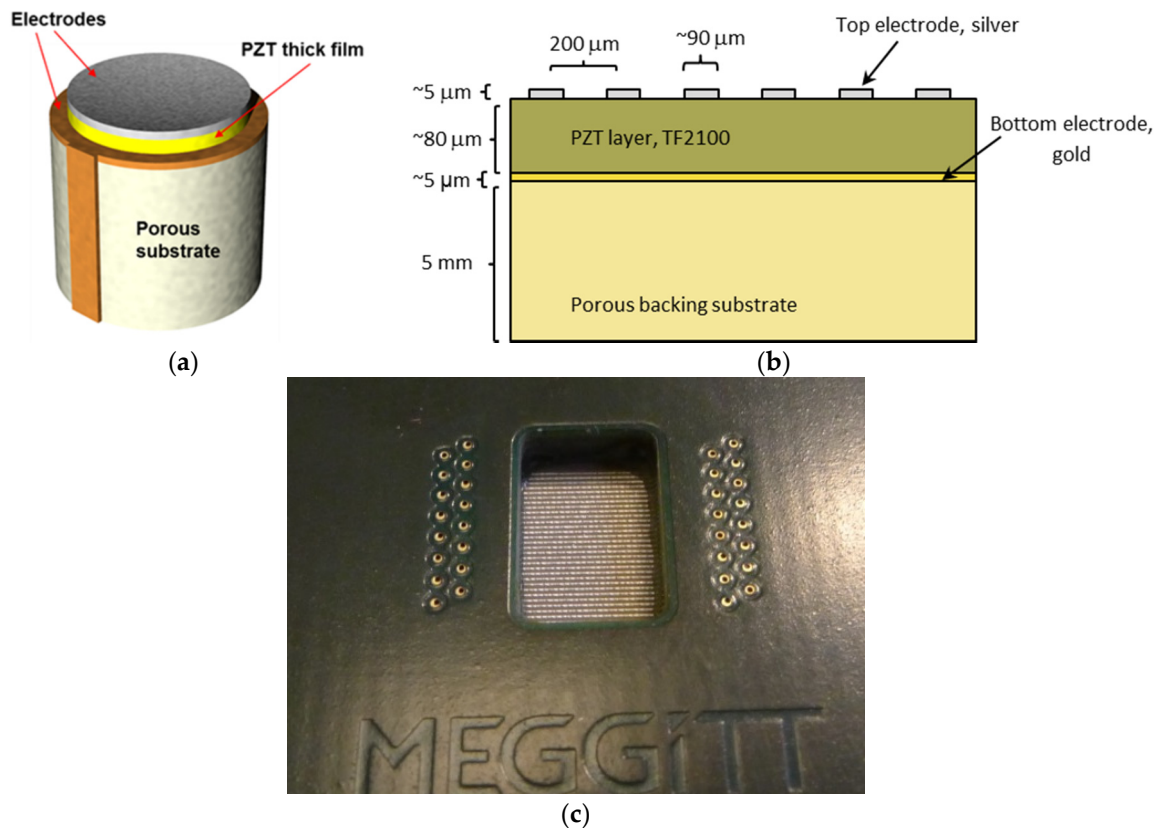 Electrodes
PZT thick film
Porous
substrate
(a)
200 μm
~90 μm
Top electrode, silver
~5 μm
~80 μm
PZT layer, TF2100
Bottom electrode,
gold
~5 μm
5 mm
Porous backing substrate
(b)
MEGGiTT
(c)